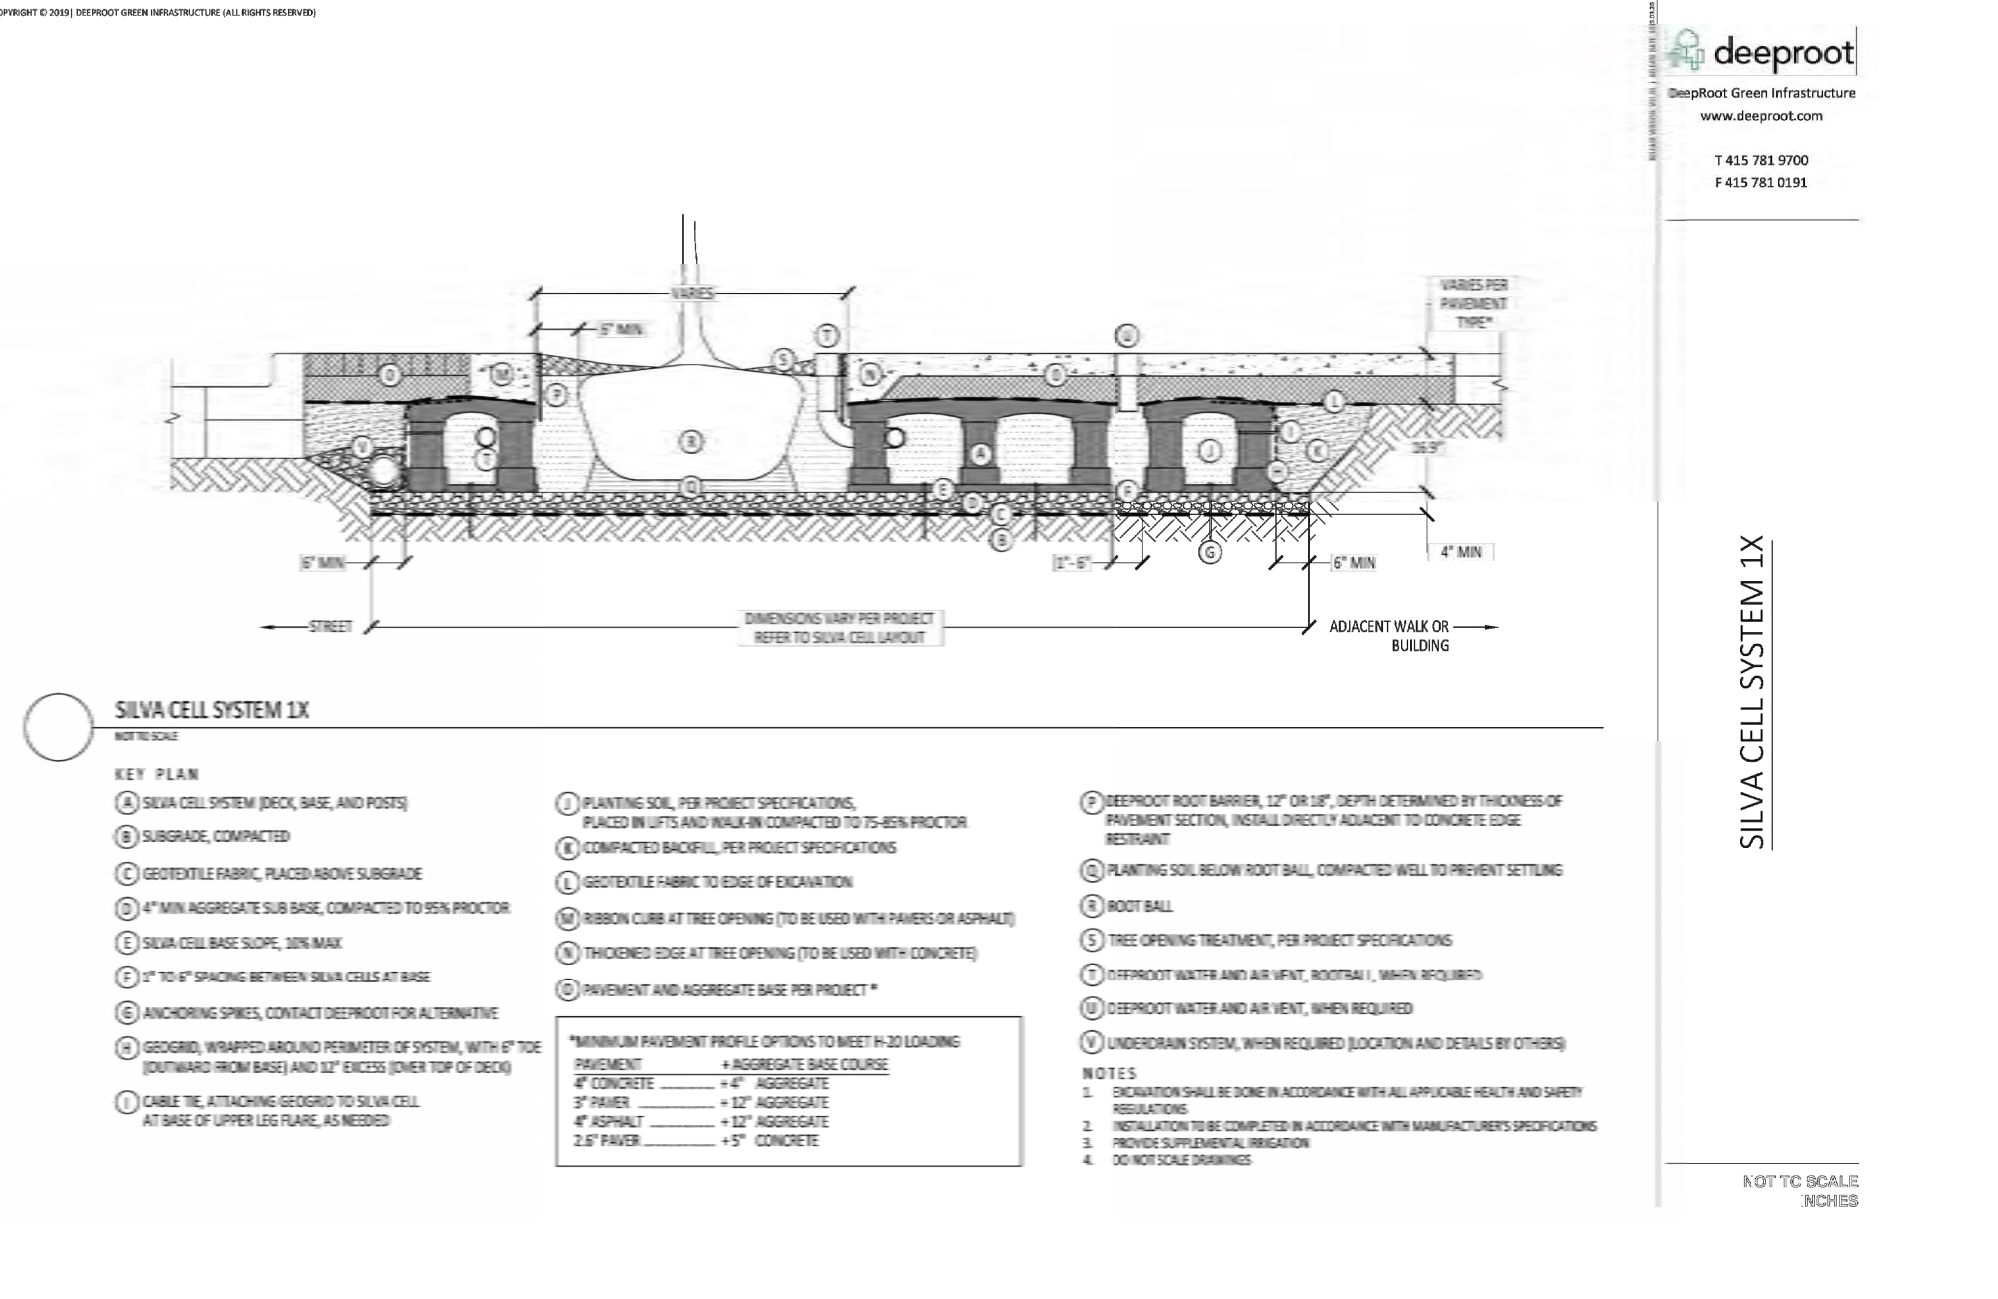 OPYRIGHT © 2019| DEEPROOT GREEN INFRASTRUCTURE (ALL RIGHTS RESERVED)
deeproot
DeepRoot Green Infrastructure
www.deeproot.com
T 415 781 9700
F 415 781 0191
VARIES
6" MIN
VARIES PER
PAVEMENT
TYPE*
T
U
S
O
M
N
O
P
L
V
R
I
T
A
J
K
16.9"
H
Q
E
F
D
C
B
G
6" MIN
1" - 6"
6" MIN
4" MIN
STREET
DIMENSIONS VARY PER PROJECT
REFER TO SILVA CELL LAYOUT
ADJACENT WALK OR
BUILDING
SILVA CELL SYSTEM 1X
NOT TO SCALE
KEY PLAN
A SILVA CELL SYSTEM (DECK, BASE, AND POSTS)
B SUBGRADE, COMPACTED
C GEOTEXTILE FABRIC, PLACED ABOVE SUBGRADE
D 4" MIN AGGREGATE SUB BASE, COMPACTED TO 95% PROCTOR
E SILVA CELL BASE SLOPE, 10% MAX
F 1" TO 6" SPACING BETWEEN SILVA CELLS AT BASE
G ANCHORING SPIKES, CONTACT DEEPROOT FOR ALTERNATIVE
H GEOGRID, WRAPPED AROUND PERIMETER OF SYSTEM, WITH 6" TOE
(OUTWARD FROM BASE) AND 12" EXCESS (OVER TOP OF DECK)
I CABLE TIE, ATTACHING GEOGRID TO SILVA CELL
AT BASE OF UPPER LEG FLARE, AS NEEDED
J PLANTING SOIL, PER PROJECT SPECIFICATIONS,
PLACED IN LIFTS AND WALK-IN COMPACTED TO 75-85% PROCTOR
K COMPACTED BACKFILL, PER PROJECT SPECIFICATIONS
L GEOTEXTILE FABRIC TO EDGE OF EXCAVATION
M RIBBON CURB AT TREE OPENING (TO BE USED WITH PAVERS OR ASPHALT)
N THICKENED EDGE AT TREE OPENING (TO BE USED WITH CONCRETE)
O PAVEMENT AND AGGREGATE BASE PER PROJECT *
*MINIMUM PAVEMENT PROFILE OPTIONS TO MEET H-20 LOADING
PAVEMENT + AGGREGATE BASE COURSE
4" CONCRETE + 4" AGGREGATE
3" PAVER + 12" AGGREGATE
4" ASPHALT + 12" AGGREGATE
2.6" PAVER + 5" CONCRETE
P DEEPROOT ROOT BARRIER, 12" OR 18", DEPTH DETERMINED BY THICKNESS OF
PAVEMENT SECTION, INSTALL DIRECTLY ADJACENT TO CONCRETE EDGE
RESTRAINT
Q PLANTING SOIL BELOW ROOT BALL, COMPACTED WELL TO PREVENT SETTLING
R ROOT BALL
S TREE OPENING TREATMENT, PER PROJECT SPECIFICATIONS
T DEEPROOT WATER AND AIR VENT, ROOTBALL, WHEN REQUIRED
U DEEPROOT WATER AND AIR VENT, WHEN REQUIRED
V UNDERDRAIN SYSTEM, WHEN REQUIRED (LOCATION AND DETAILS BY OTHERS)
NOTES
1. EXCAVATION SHALL BE DONE IN ACCORDANCE WITH ALL APPLICABLE HEALTH AND SAFETY
REGULATIONS
2. INSTALLATION TO BE COMPLETED IN ACCORDANCE WITH MANUFACTURER'S SPECIFICATIONS
3. PROVIDE SUPPLEMENTAL IRRIGATION
4. DO NOT SCALE DRAWINGS
SILVA CELL SYSTEM 1X
NOT TC SCALE
NCHES